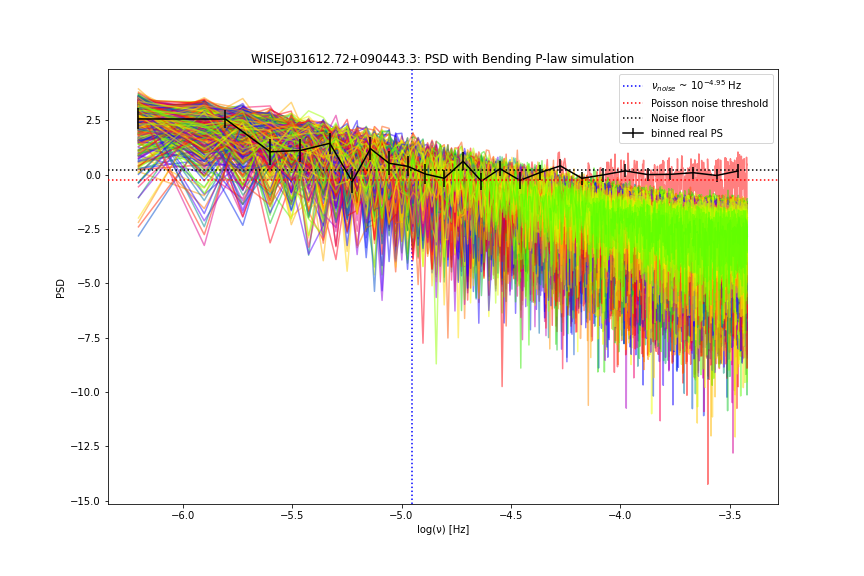 WISEJ031612.72+090443.3: PSD with Bending P-law simulation
ν_noise ~ 10^−4.95 Hz
Poisson noise threshold
Noise floor
binned real PS
PSD
2.5
0.0
−2.5
−5.0
−7.5
−10.0
−12.5
−15.0
−6.0 −5.5 −5.0 −4.5 −4.0 −3.5
log(ν) [Hz]